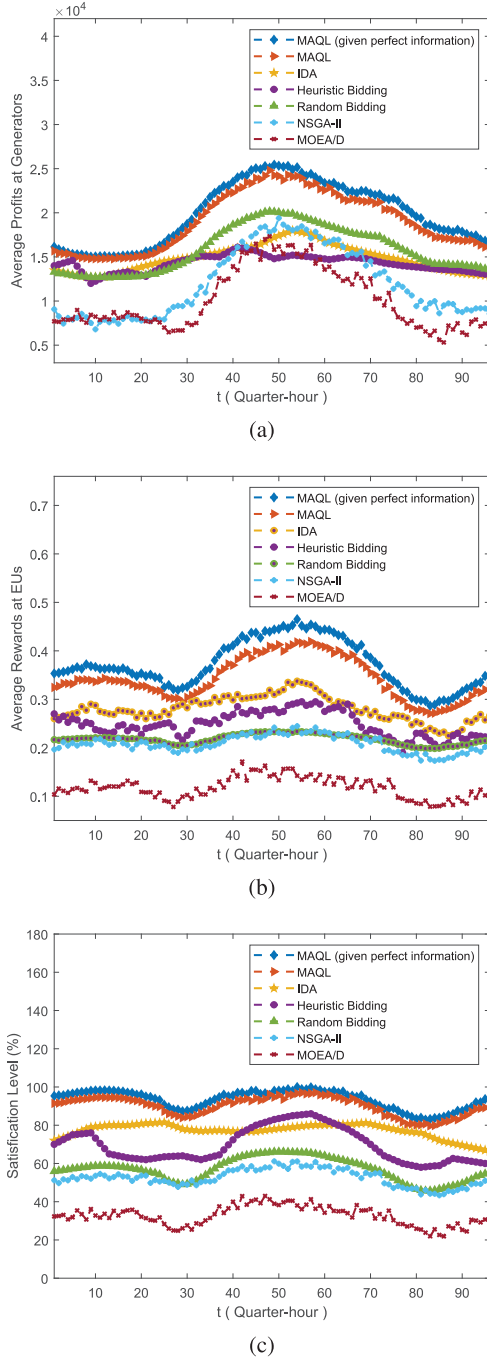 ×10⁴
4
3.5
3
2.5
2
1.5
1
0.5
Average Profits at Generators
MAQL (given perfect information)
MAQL
IDA
Heuristic Bidding
Random Bidding
NSGA-II
MOEA/D
10 20 30 40 50 60 70 80 90
t ( Quarter-hour )
(a)
0.7
0.6
0.5
0.4
0.3
0.2
0.1
Average Rewards at EUs
MAQL (given perfect information)
MAQL
IDA
Heuristic Bidding
Random Bidding
NSGA-II
MOEA/D
10 20 30 40 50 60 70 80 90
t ( Quarter-hour )
(b)
180
160
140
120
100
80
60
40
20
0
Satisfication Level (%)
MAQL (given perfect information)
MAQL
IDA
Heuristic Bidding
Random Bidding
NSGA-II
MOEA/D
10 20 30 40 50 60 70 80 90
t ( Quarter-hour )
(c)